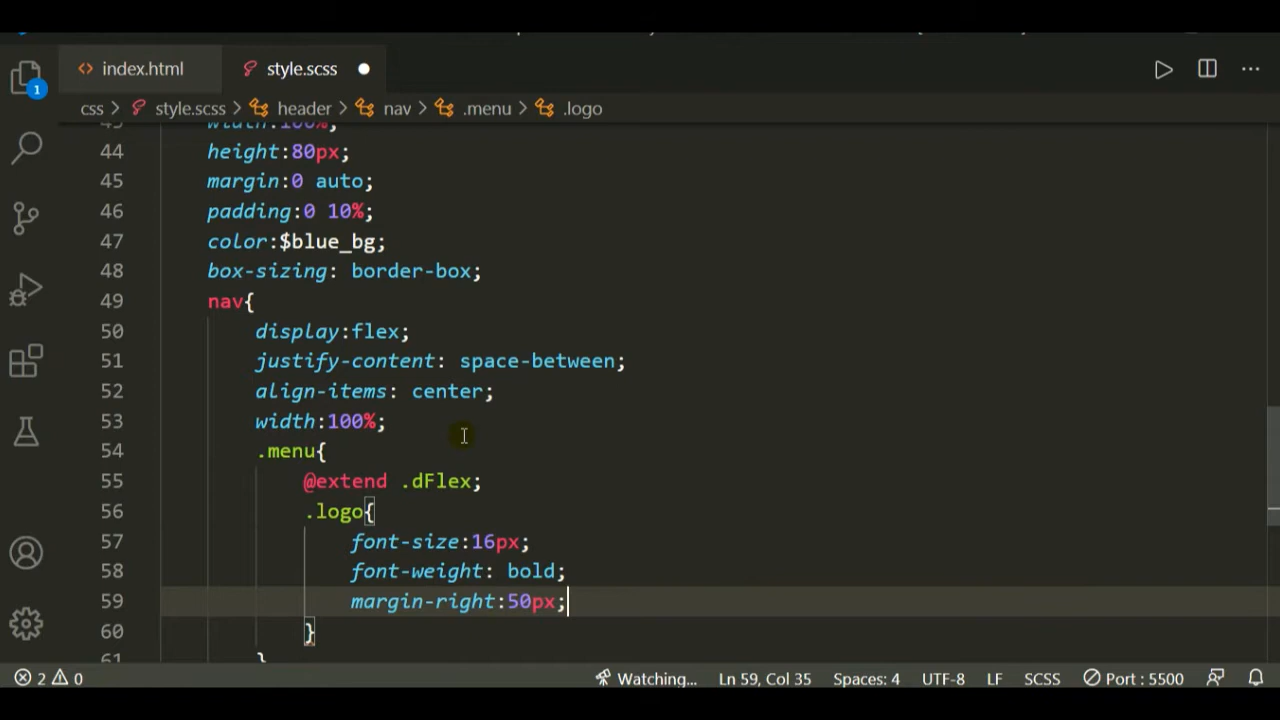 index.html style.scss
css > style.scss > header > nav > .menu > .logo
width:100%;
44 height:80px;
45 margin:0 auto;
46 padding:0 10%;
47 color:$blue_bg;
48 box-sizing: border-box;
49 nav{
50 display:flex;
51 justify-content: space-between;
52 align-items: center;
53 width:100%;
54 .menu{
55 @extend .dFlex;
56 .logo{
57 font-size:16px;
58 font-weight: bold;
59 margin-right:50px;
60 }
61 }
1
2 0 Watching... Ln 59, Col 35 Spaces: 4 UTF-8 LF SCSS Port : 5500